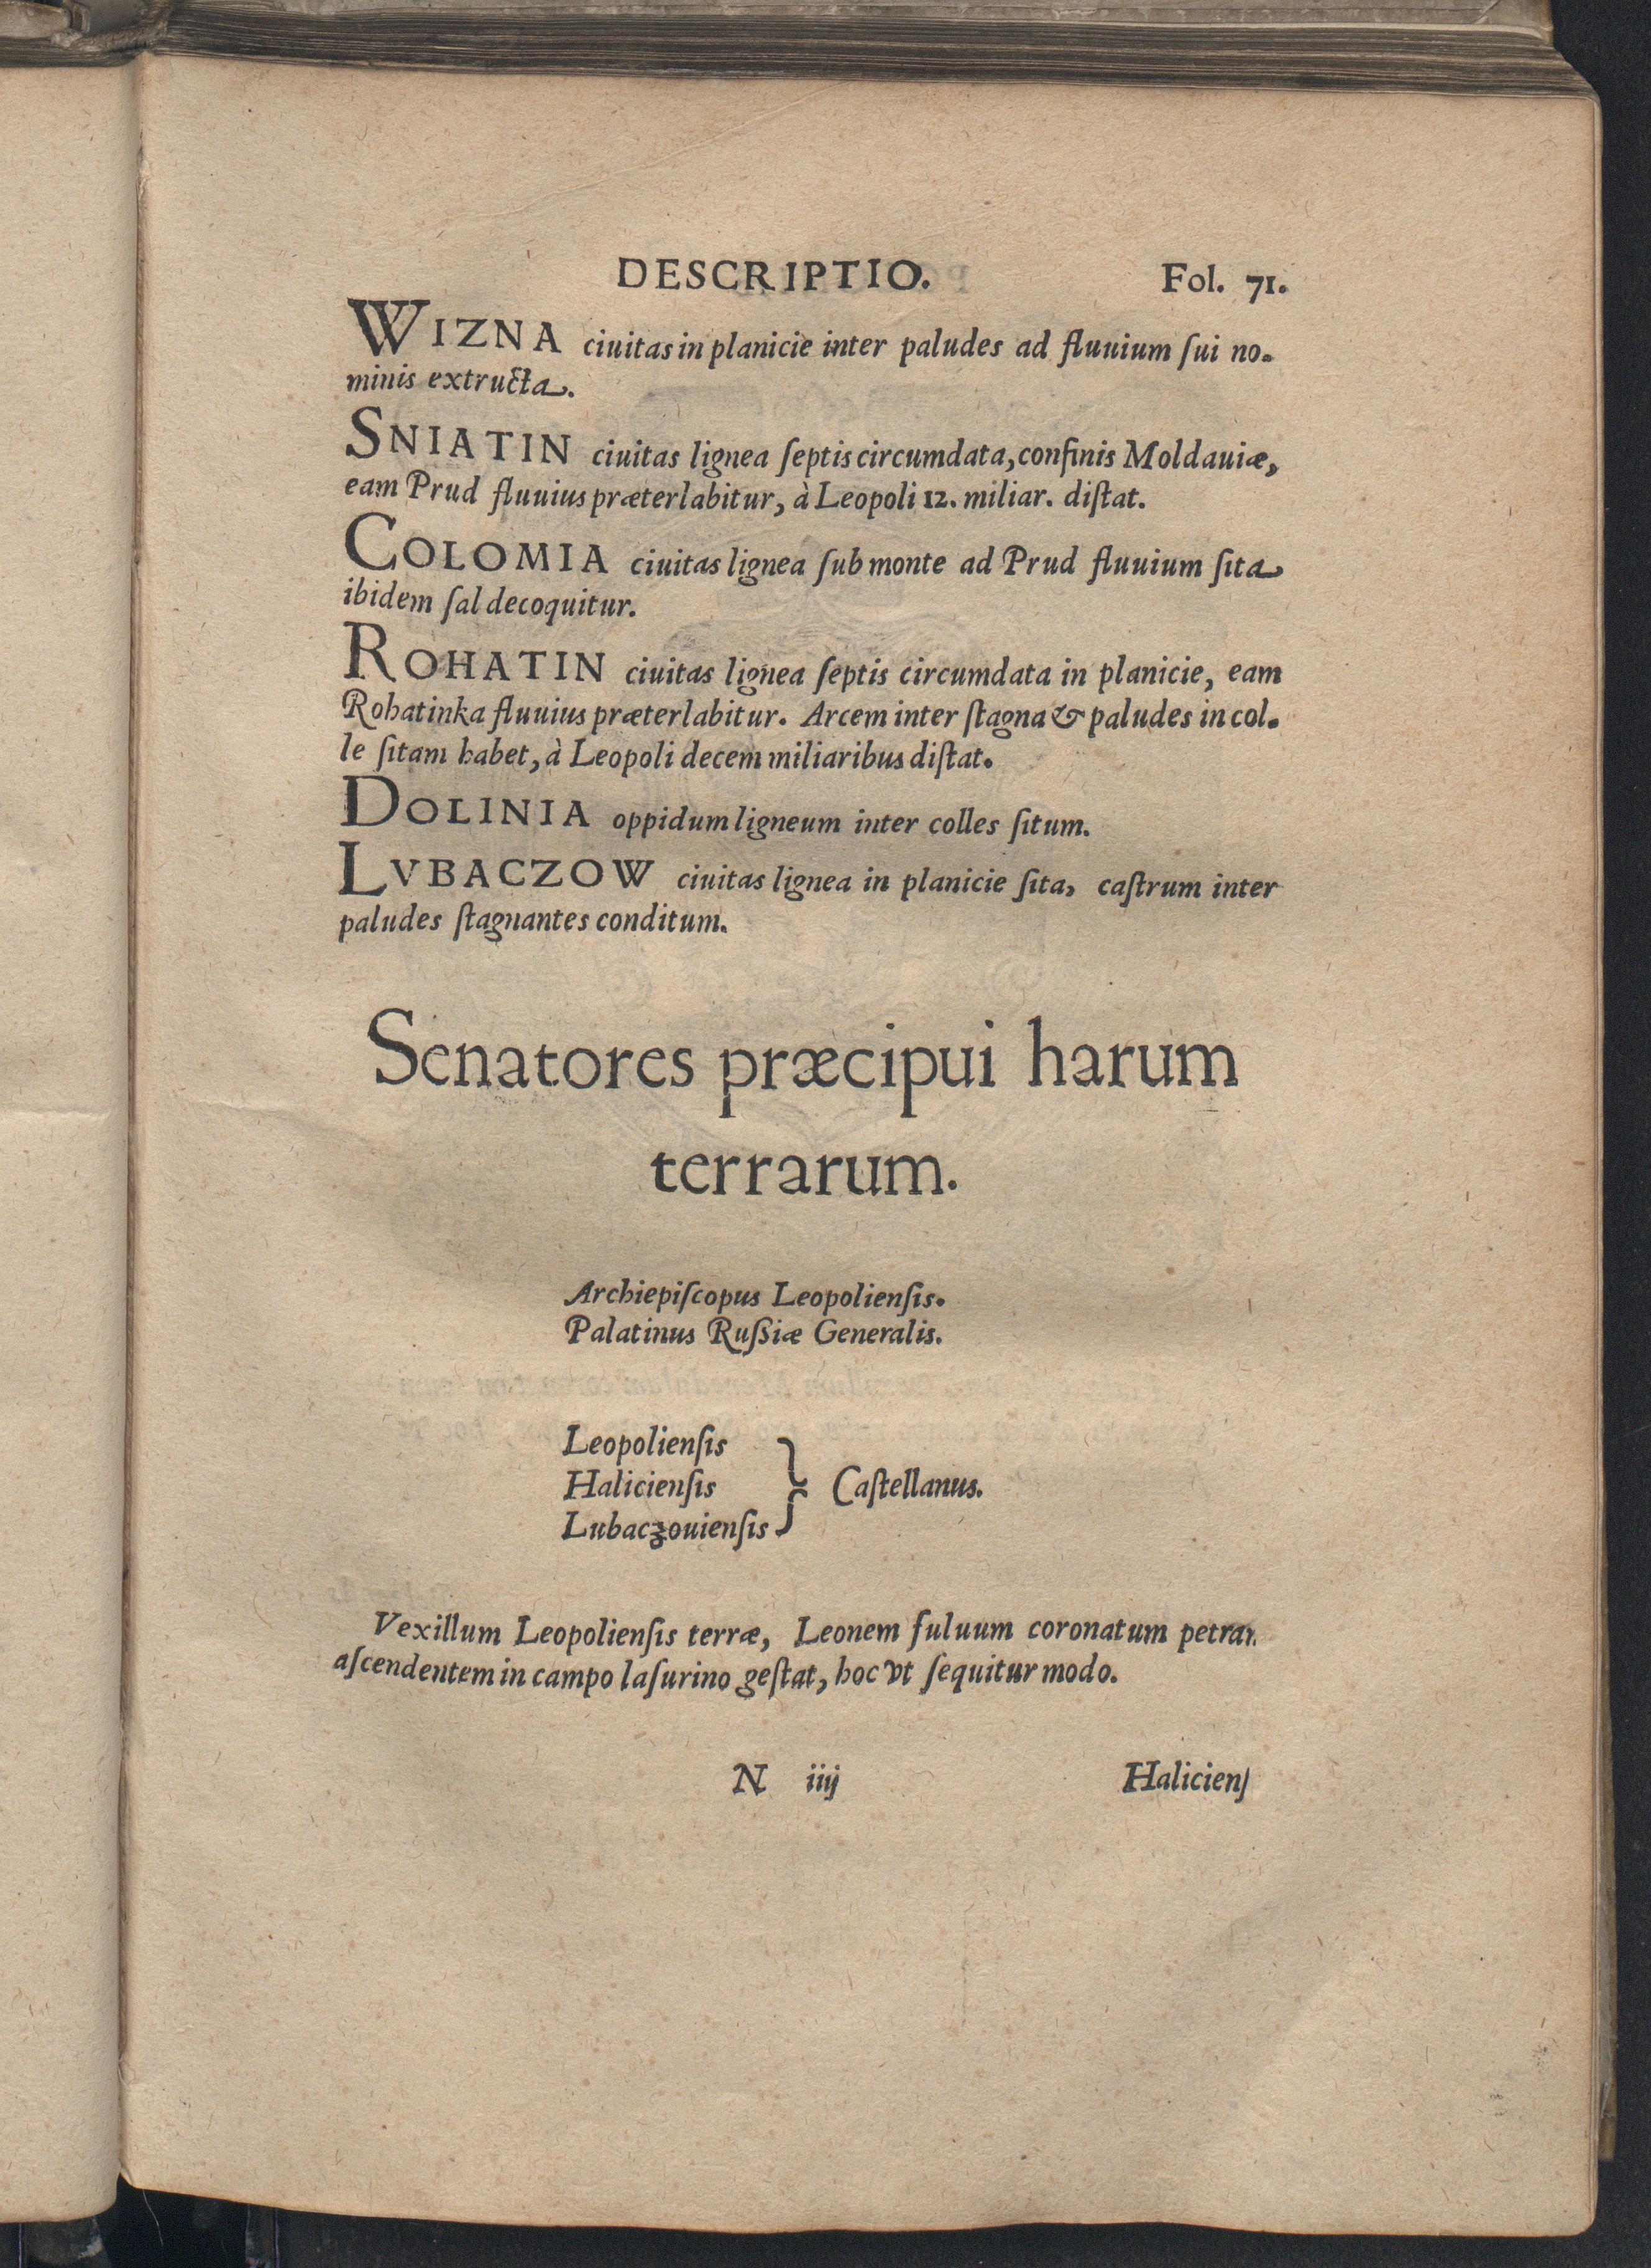 DESCRIPTIO. Fol. 71.
WIZNA ciuitas in planicie inter paludes ad fluuium ſui no-
minis extructa.
SNIATIN ciuitas lignea ſeptis circumdata, confinis Moldauiæ,
eam Prud fluuius præterlabitur, à Leopoli 12. miliar. diſtat.
COLOMIA ciuitas lignea ſub monte ad Prud fluuium ſita
ibidem ſal decoquitur.
ROHATIN ciuitas lignea ſeptis circumdata in planicie, eam
Rohatinka fluuius præterlabitur. Arcem inter ſtagna & paludes in col-
le ſitam habet, à Leopoli decem miliaribus diſtat.
DOLINIA oppidum ligneum inter colles ſitum.
LVBACZOW ciuitas lignea in planicie ſita, caſtrum inter
paludes ſtagnantes conditum.
Senatores præcipui harum
terrarum.
Archiepiſcopus Leopolienſis.
Palatinus Ruſsiæ Generalis.
Leopolienſis
Halicienſis } Caſtellanus.
Lubaczouienſis
Vexillum Leopolienſis terræ, Leonem fuluum coronatum petram
aſcendentem in campo laſurino geſtat, hoc vt ſequitur modo.
N iiij Halicienſ